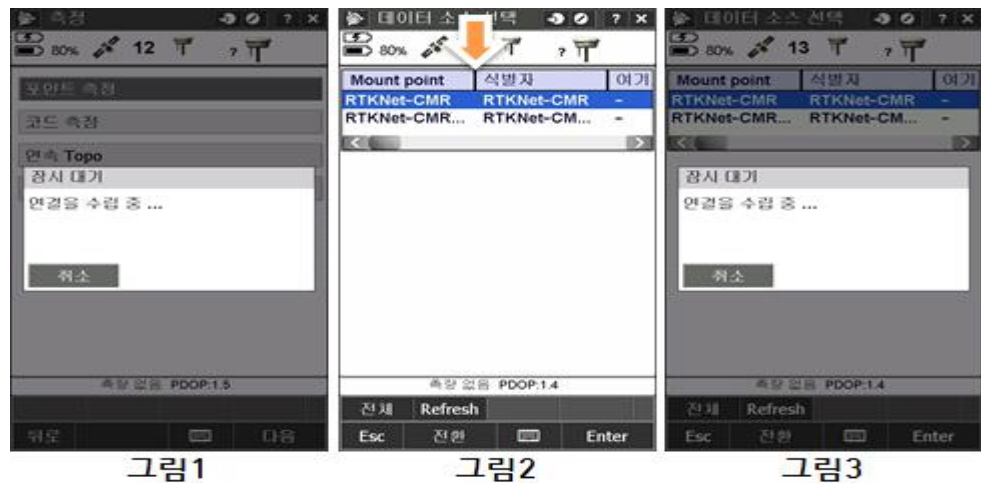 측정
80% 12 ?
포인트 측정
코드 측정
연속 Topo
잠시 대기
연결을 수립 중 ...
취소
측량 없음 PDOP:1.5
뒤로 다음
그림1
데이터 소스 선택
80% ?
Mount point 식별자 여기
RTKNet-CMR RTKNet-CMR -
RTKNet-CMR... RTKNet-CM... -
측량 없음 PDOP:1.4
전체 Refresh
Esc 전환 Enter
그림2
데이터 소스 선택
80% 13 ?
Mount point 식별자 여기
RTKNet-CMR RTKNet-CMR -
RTKNet-CMR... RTKNet-CM... -
잠시 대기
연결을 수립 중 ...
취소
측량 없음 PDOP:1.4
전체 Refresh
Esc 전환 Enter
그림3